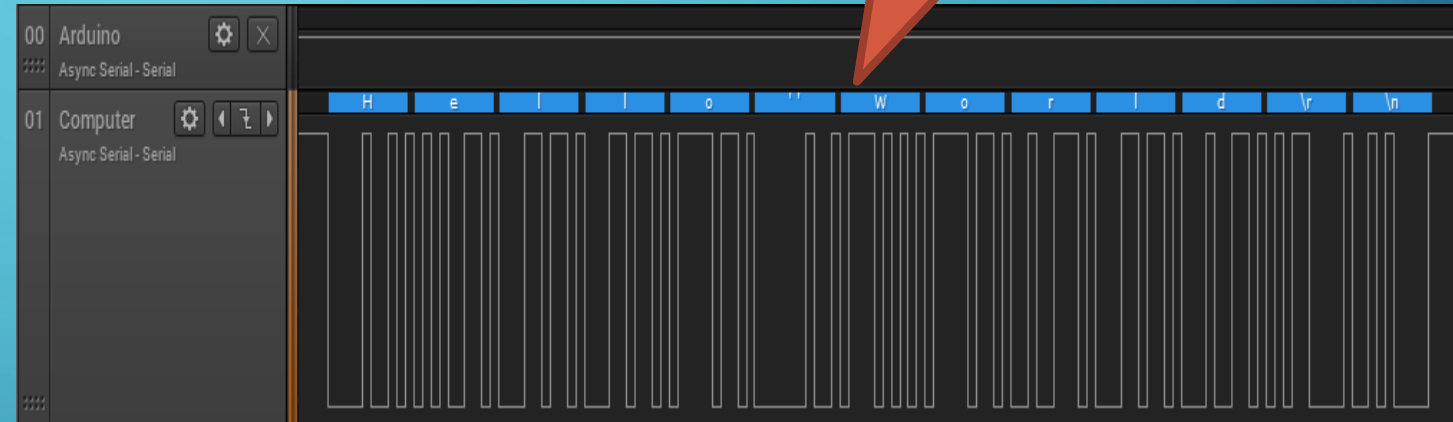 00 Arduino
Async Serial - Serial
H e l l o ' ' W o r l d \r \n
01 Computer
Async Serial - Serial